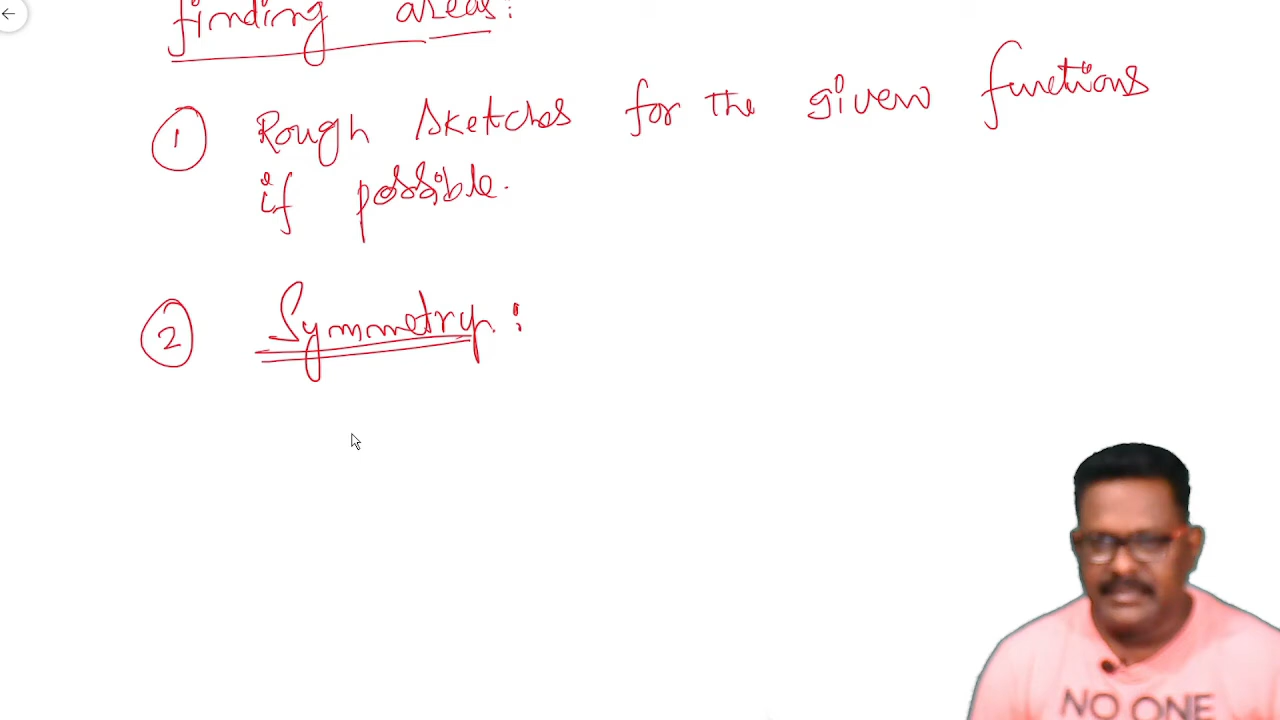 finding areas:
① Rough sketches for the given functions
if possible.
② Symmetry:
NO ONE